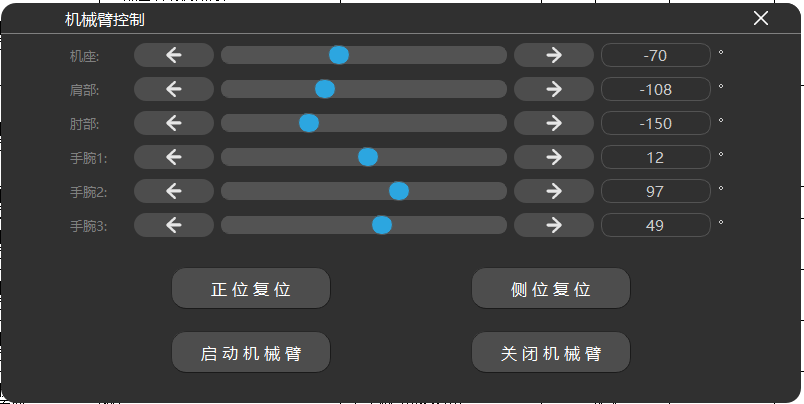 机械臂控制
机座: -70 °
肩部: -108 °
肘部: -150 °
手腕1: 12 °
手腕2: 97 °
手腕3: 49 °
正位复位 侧位复位
启动机械臂 关闭机械臂